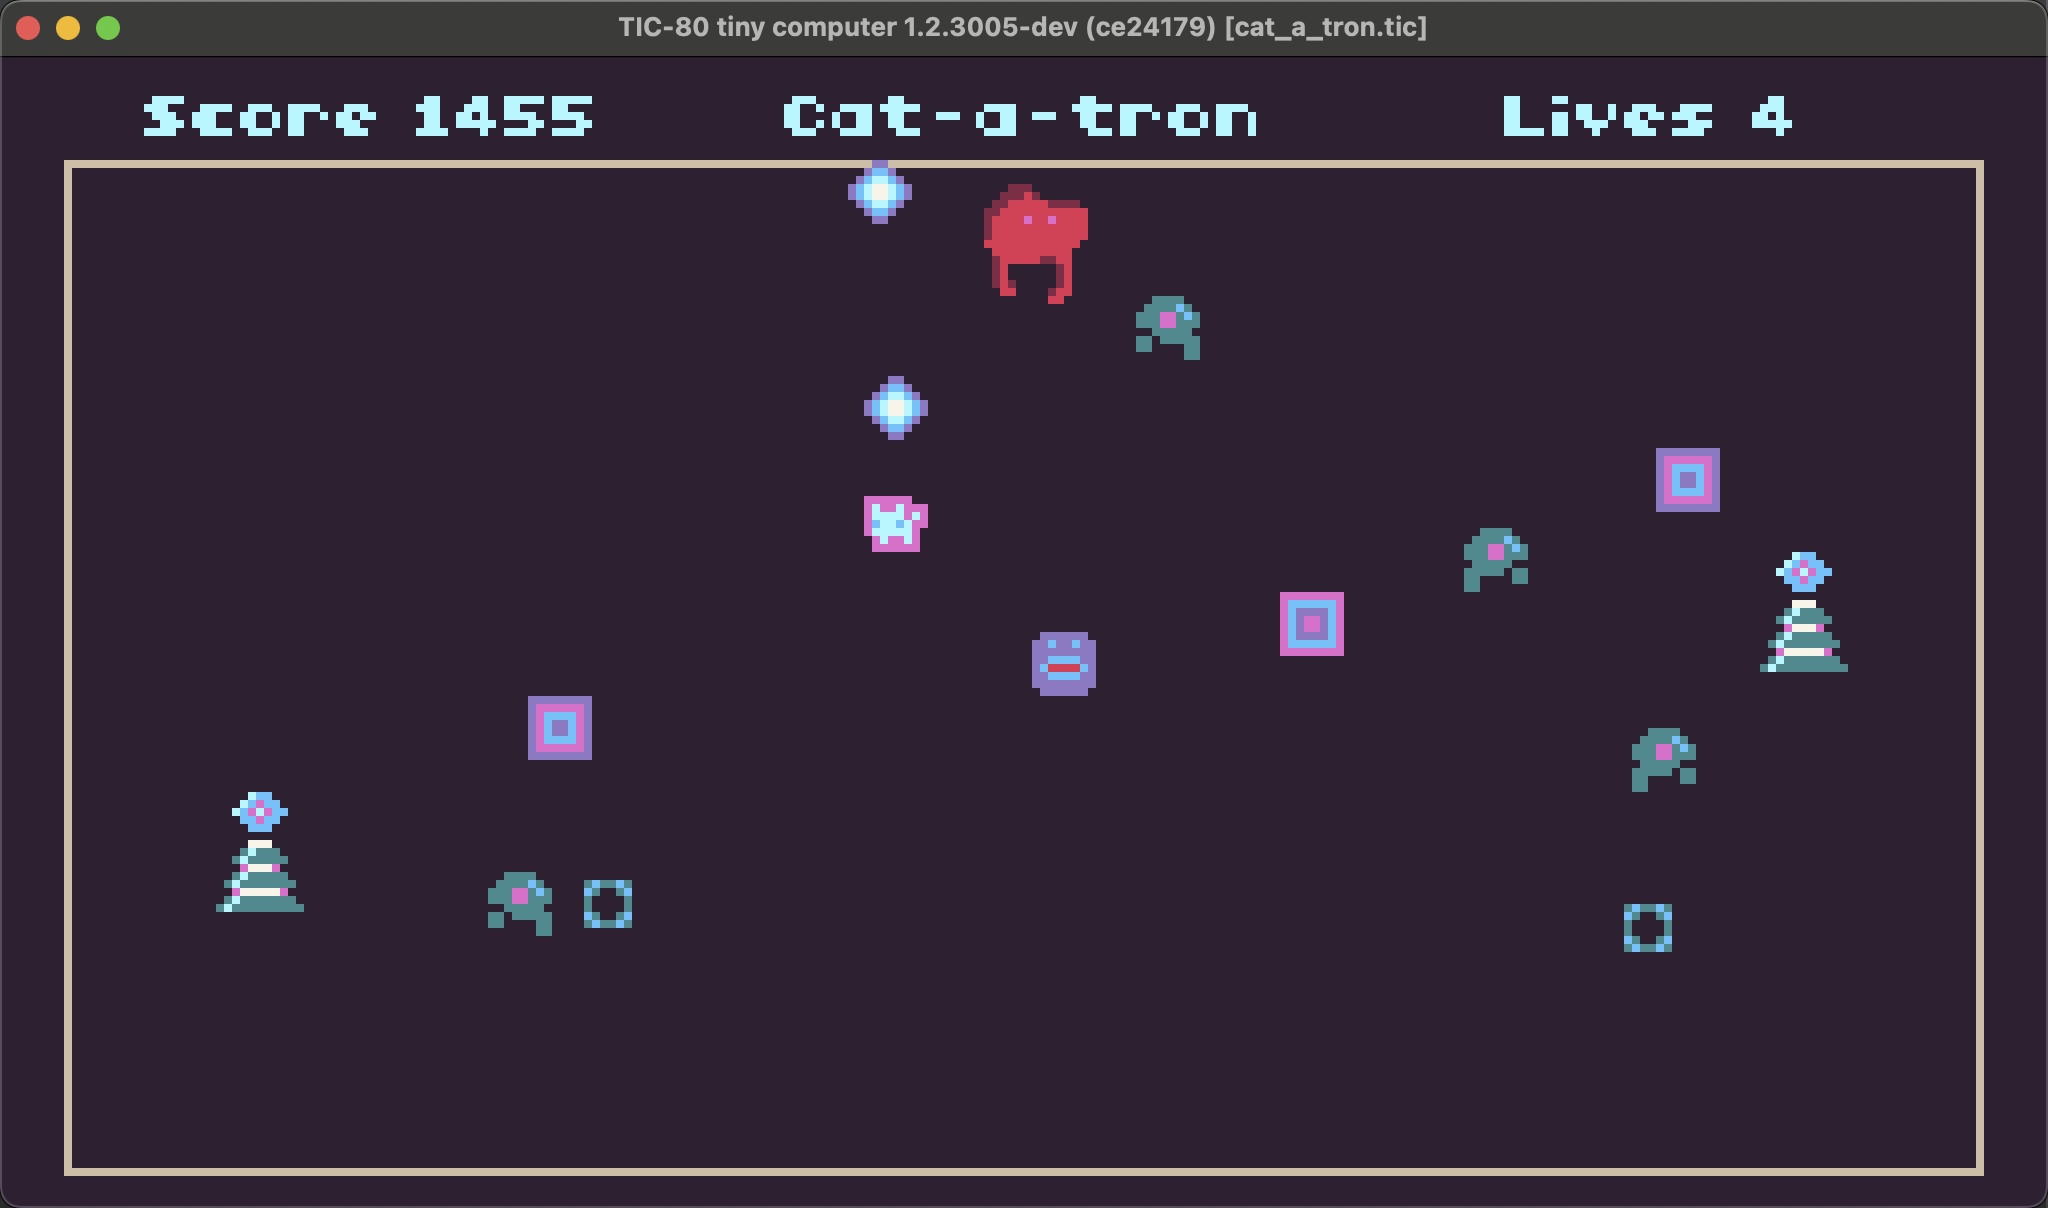 TIC-80 tiny computer 1.2.3005-dev (ce24179) [cat_a_tron.tic]
Score 1455 Cat-a-tron Lives 4